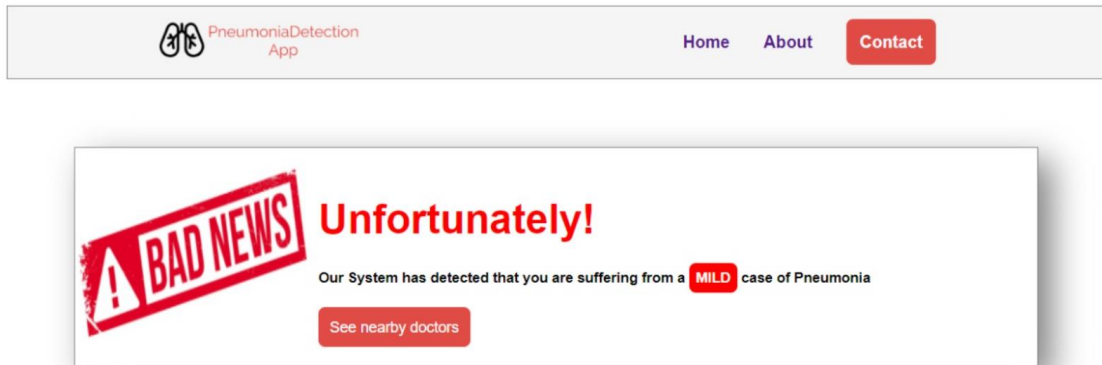 PneumoniaDetection
App
Home About Contact
BAD NEWS
Unfortunately!
Our System has detected that you are suffering from a MILD case of Pneumonia
See nearby doctors